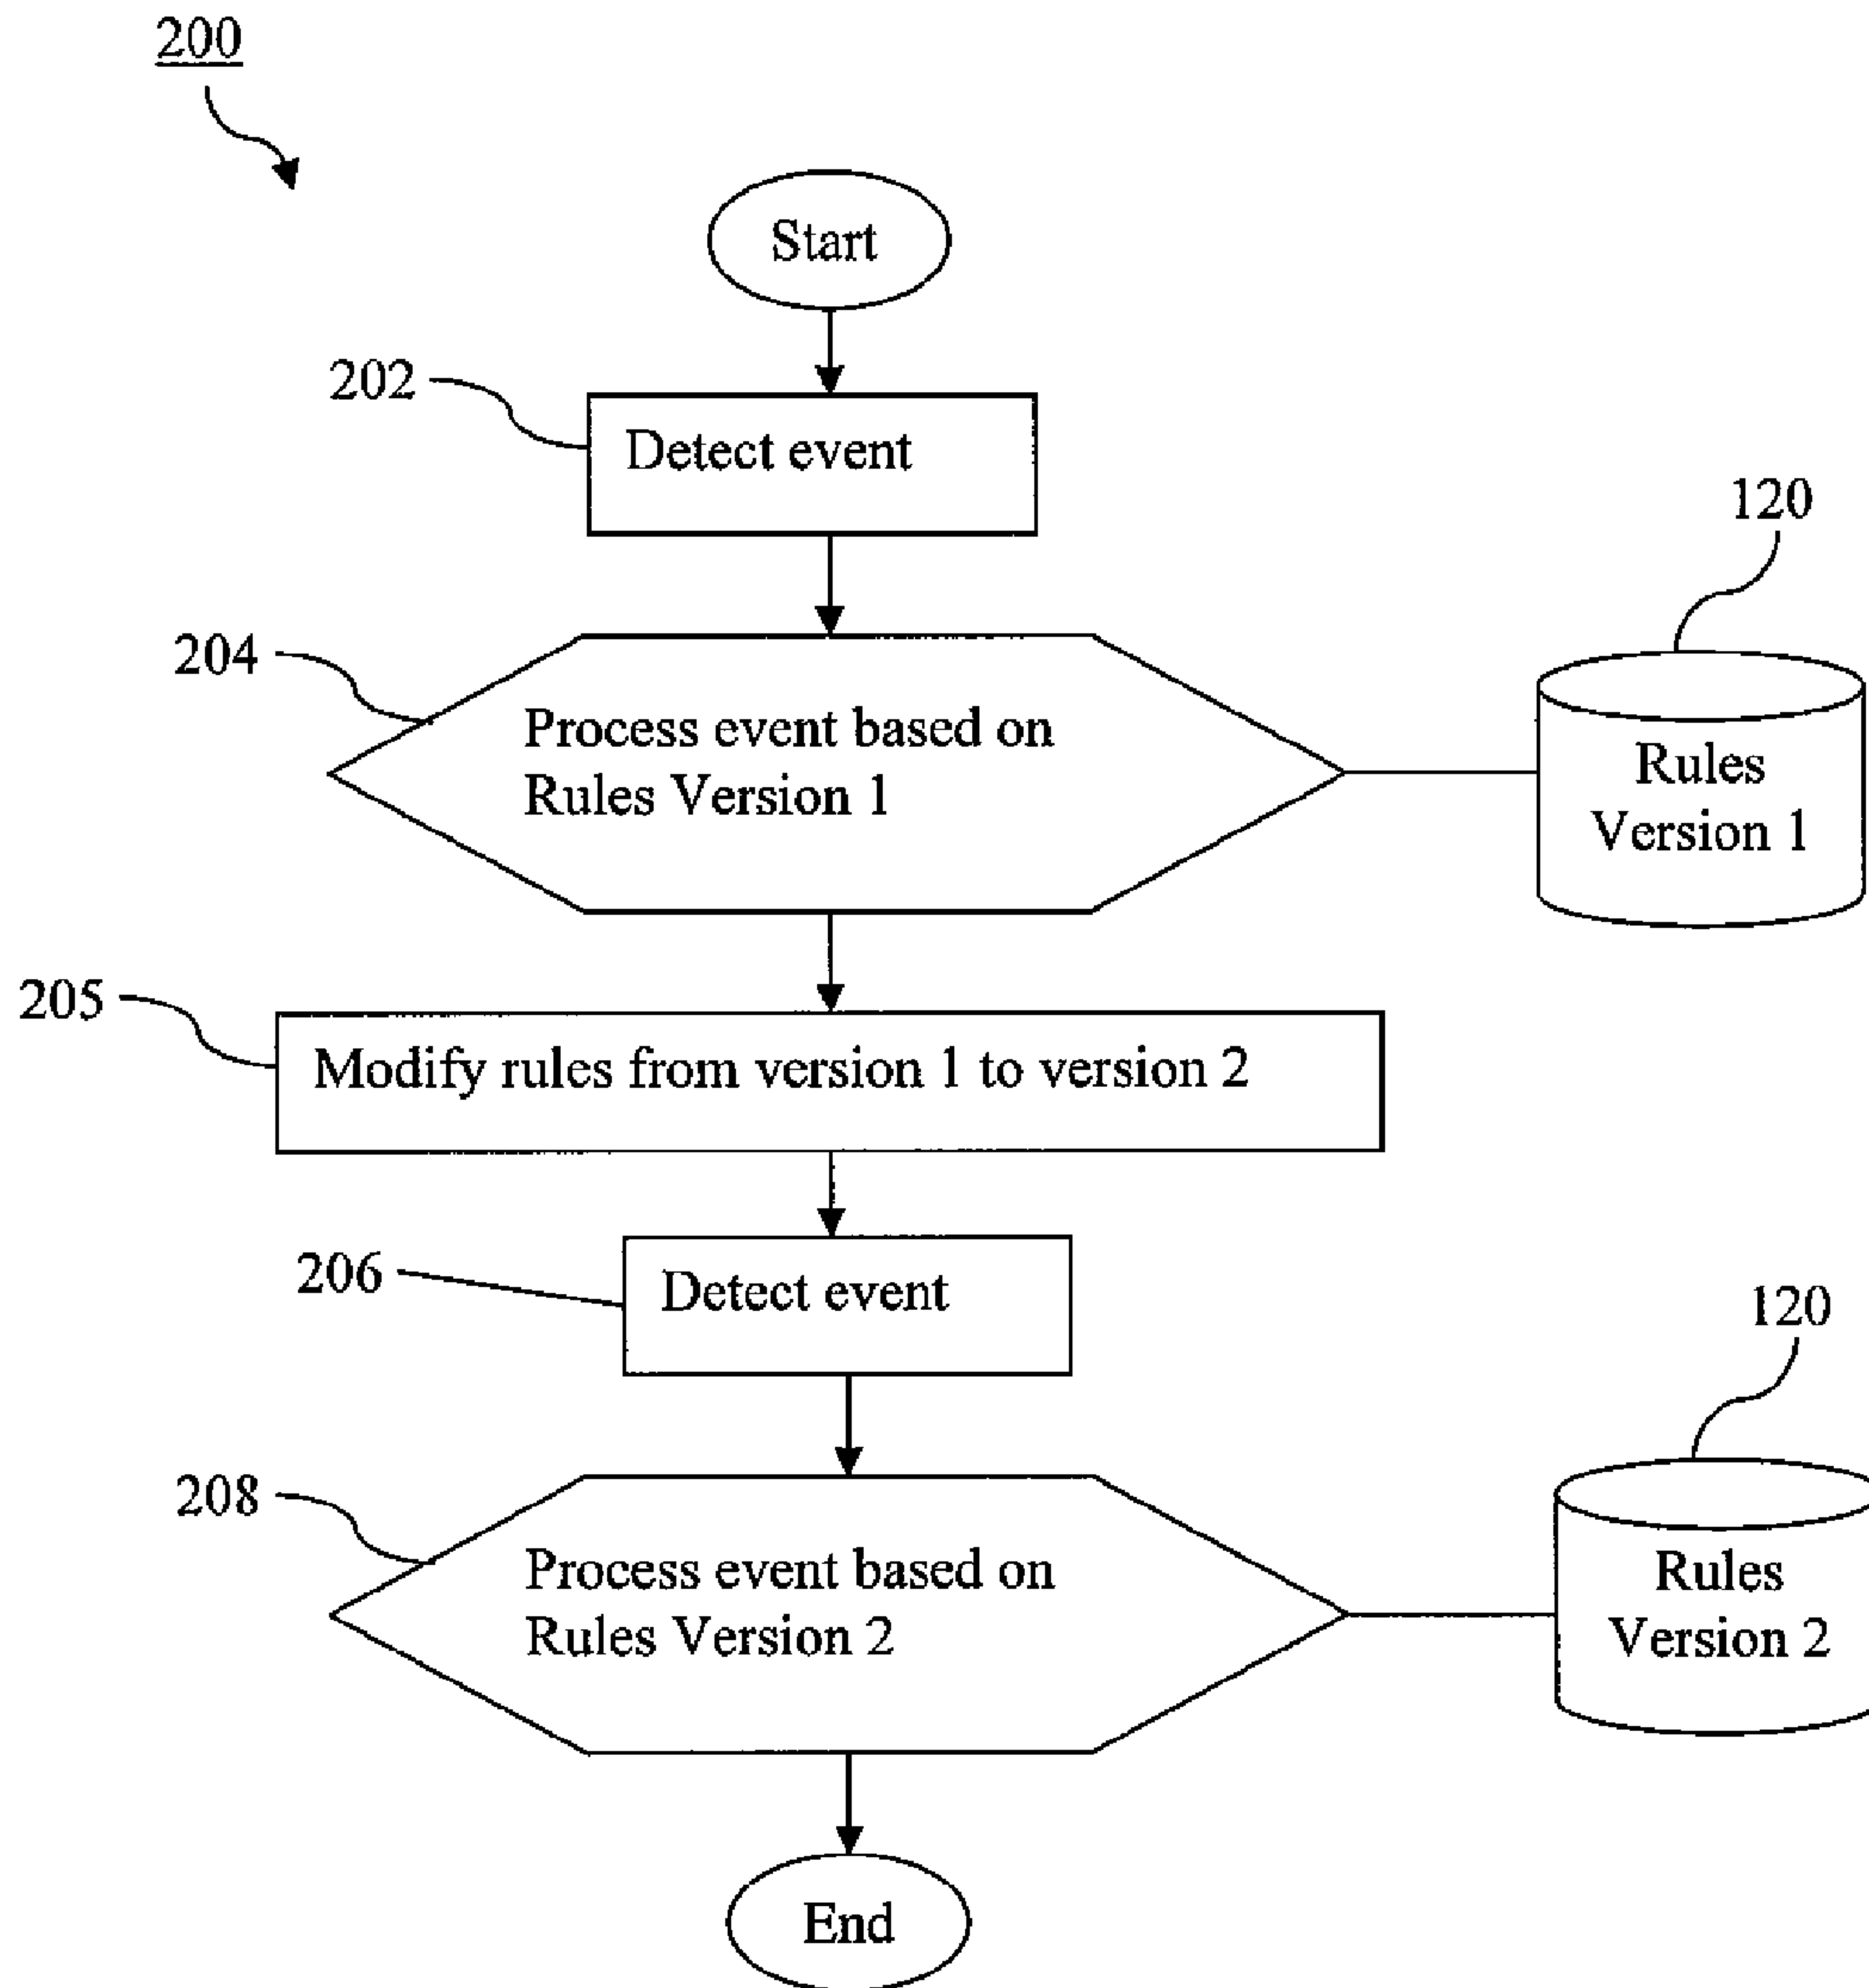 200
Start
202
Detect event
120
204
Process event based on
Rules Version 1
Rules
Version 1
205
Modify rules from version 1 to version 2
206
Detect event
120
208
Process event based on
Rules Version 2
Rules
Version 2
End